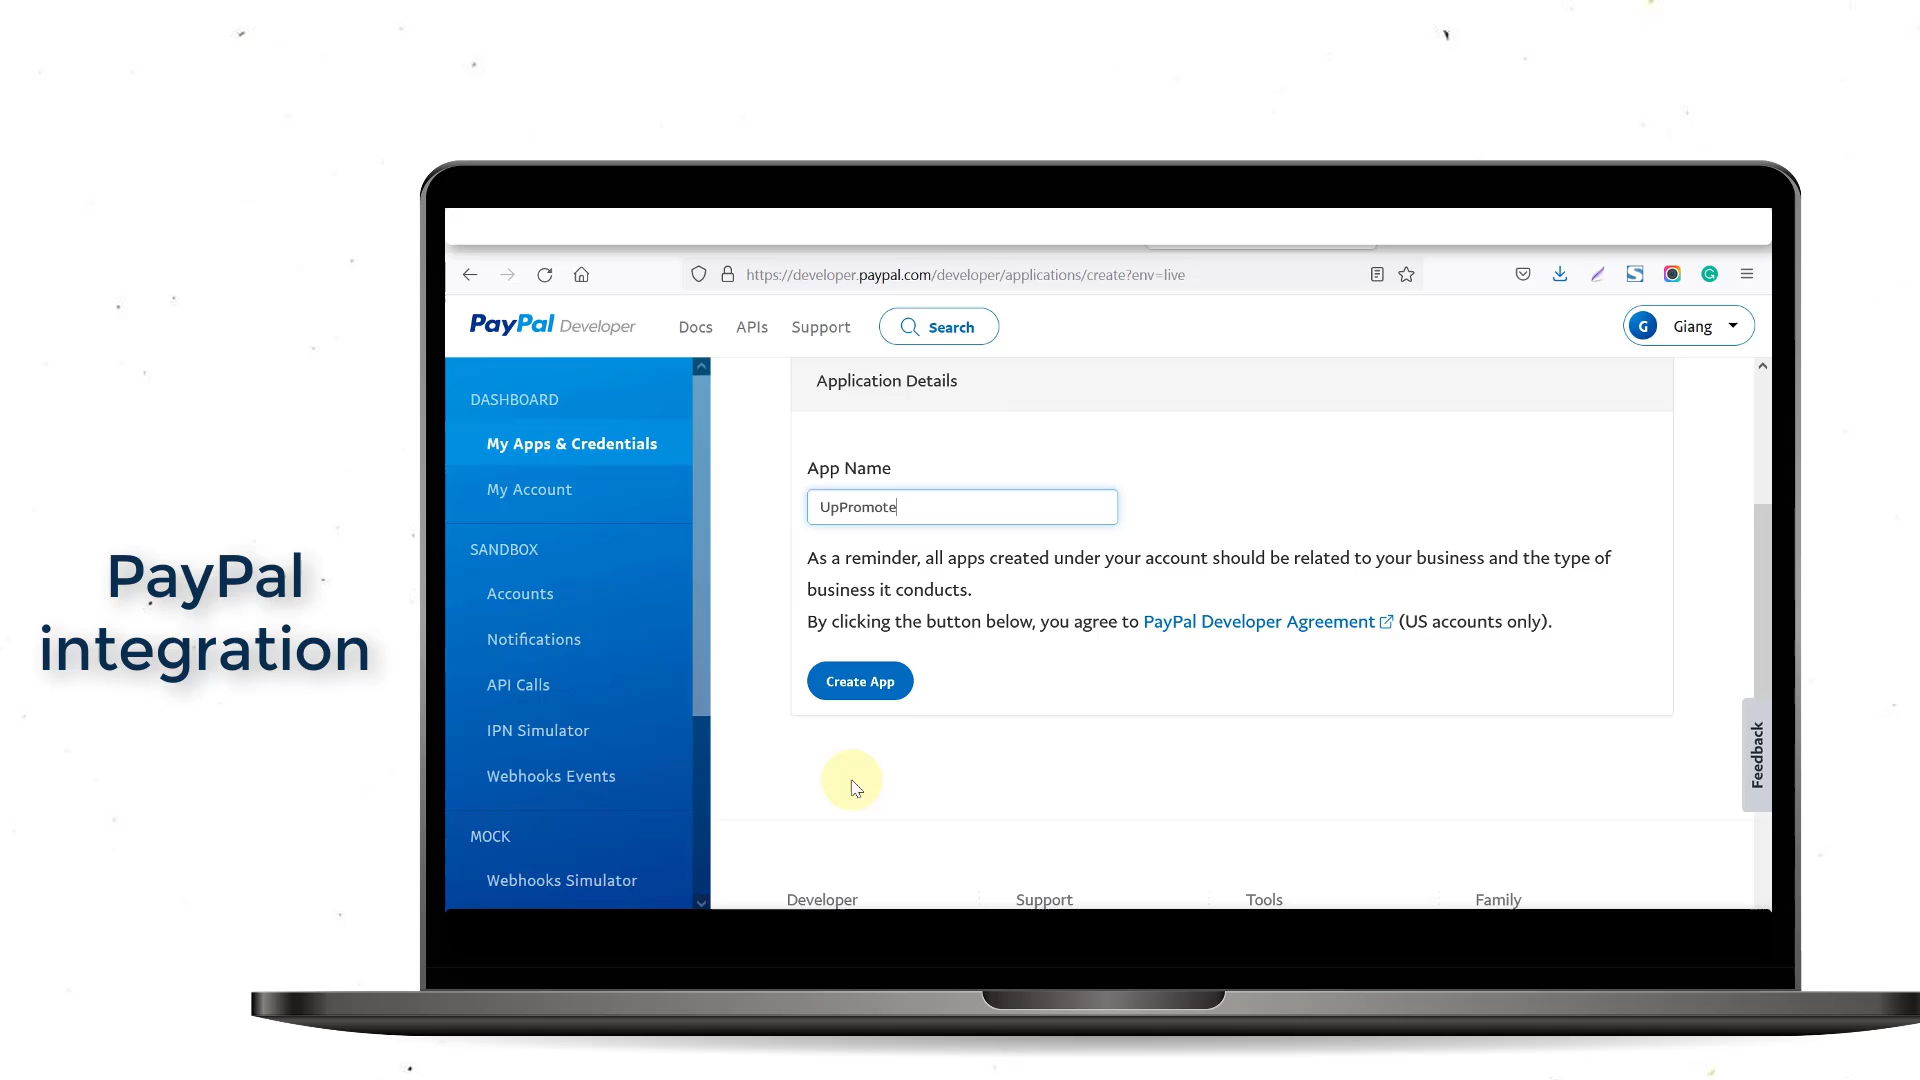 PayPal
integration
https://developer.paypal.com/developer/applications/create?env=live
PayPal Developer
Docs
APIs
Support
Search
G
Giang
DASHBOARD
My Apps & Credentials
My Account
SANDBOX
Accounts
Notifications
API Calls
IPN Simulator
Webhooks Events
MOCK
Webhooks Simulator
Application Details
App Name
UpPromote
As a reminder, all apps created under your account should be related to your business and the type of
business it conducts.
By clicking the button below, you agree to PayPal Developer Agreement (US accounts only).
Create App
Feedback
Developer
Support
Tools
Family